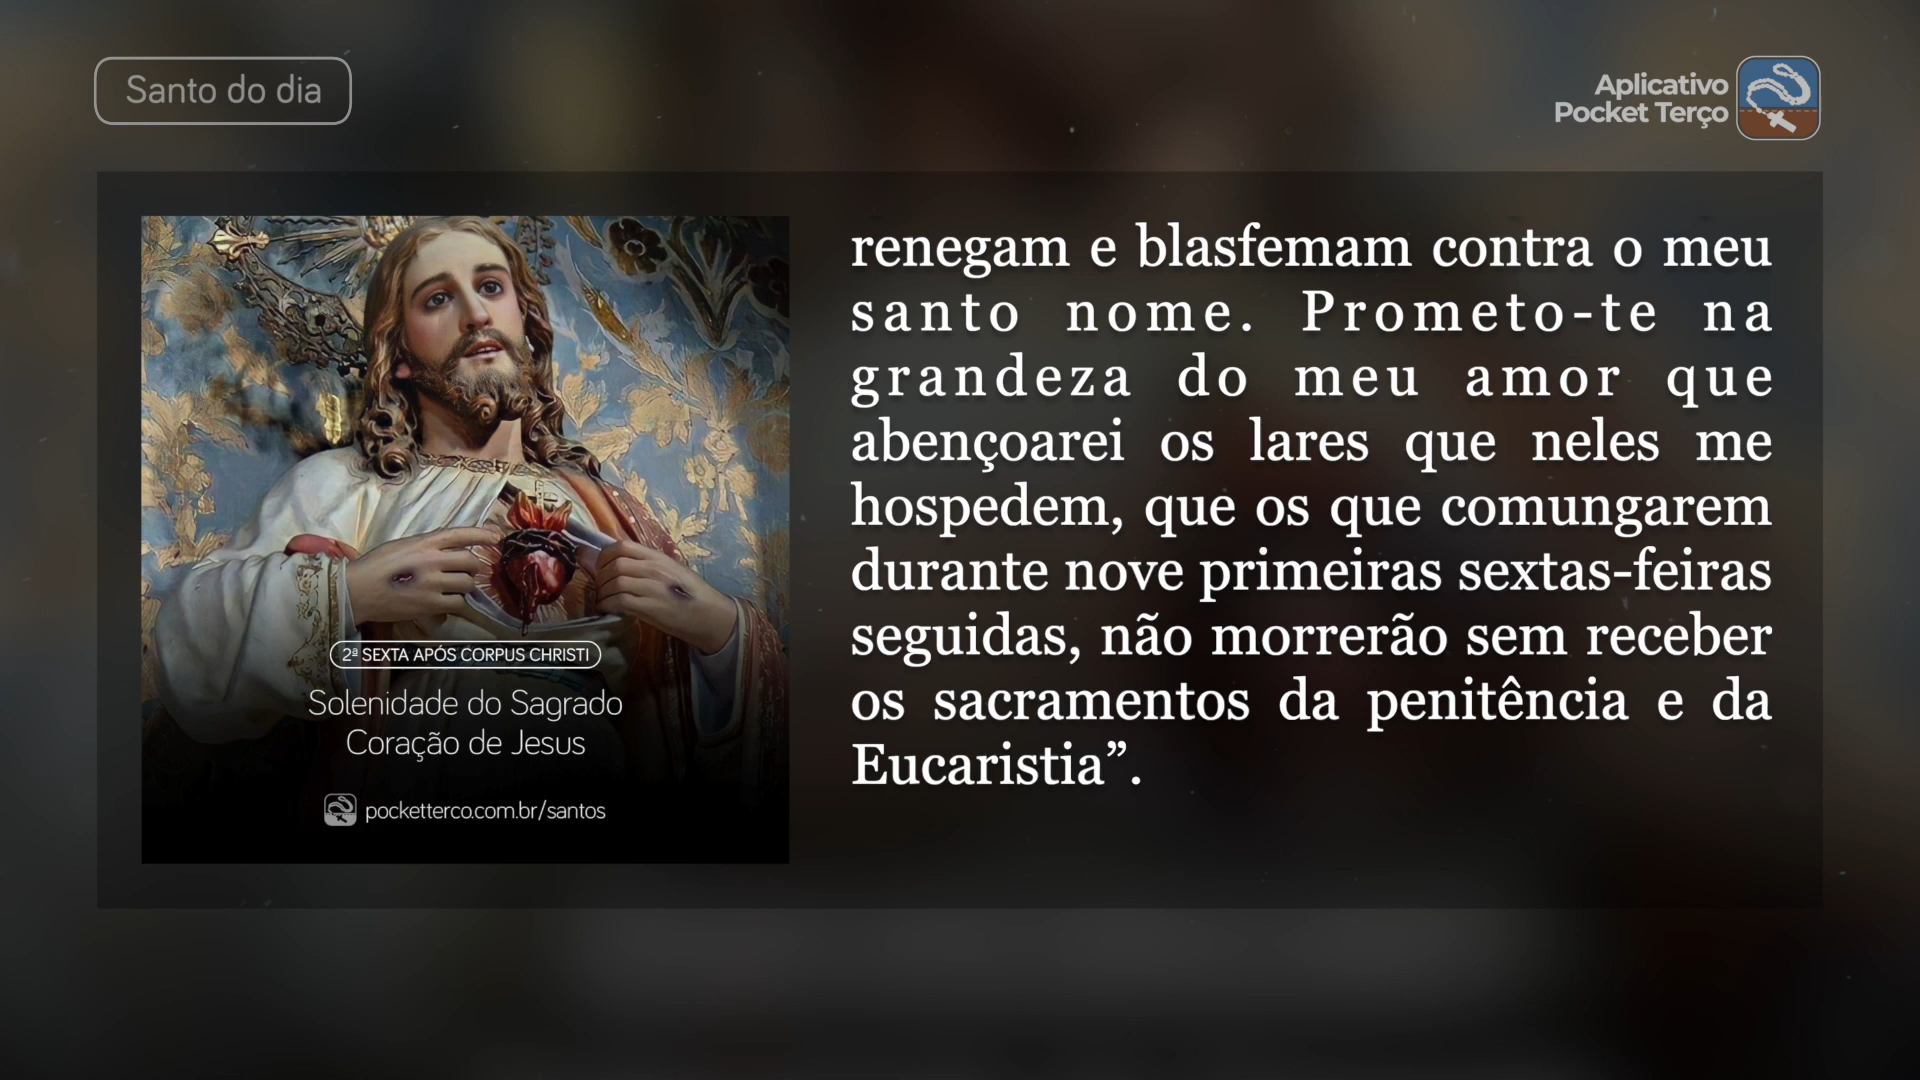 Santo do dia
Aplicativo
Pocket Terço
renegam e blasfemam contra o meu
santo nome. Prometo-te na
grandeza do meu amor que
abençoarei os lares que neles me
hospedem, que os que comungarem
durante nove primeiras sextas-feiras
seguidas, não morrerão sem receber
os sacramentos da penitência e da
Eucaristia”.
2ª SEXTA APÓS CORPUS CHRISTI
Solenidade do Sagrado
Coração de Jesus
pocketterco.com.br/santos